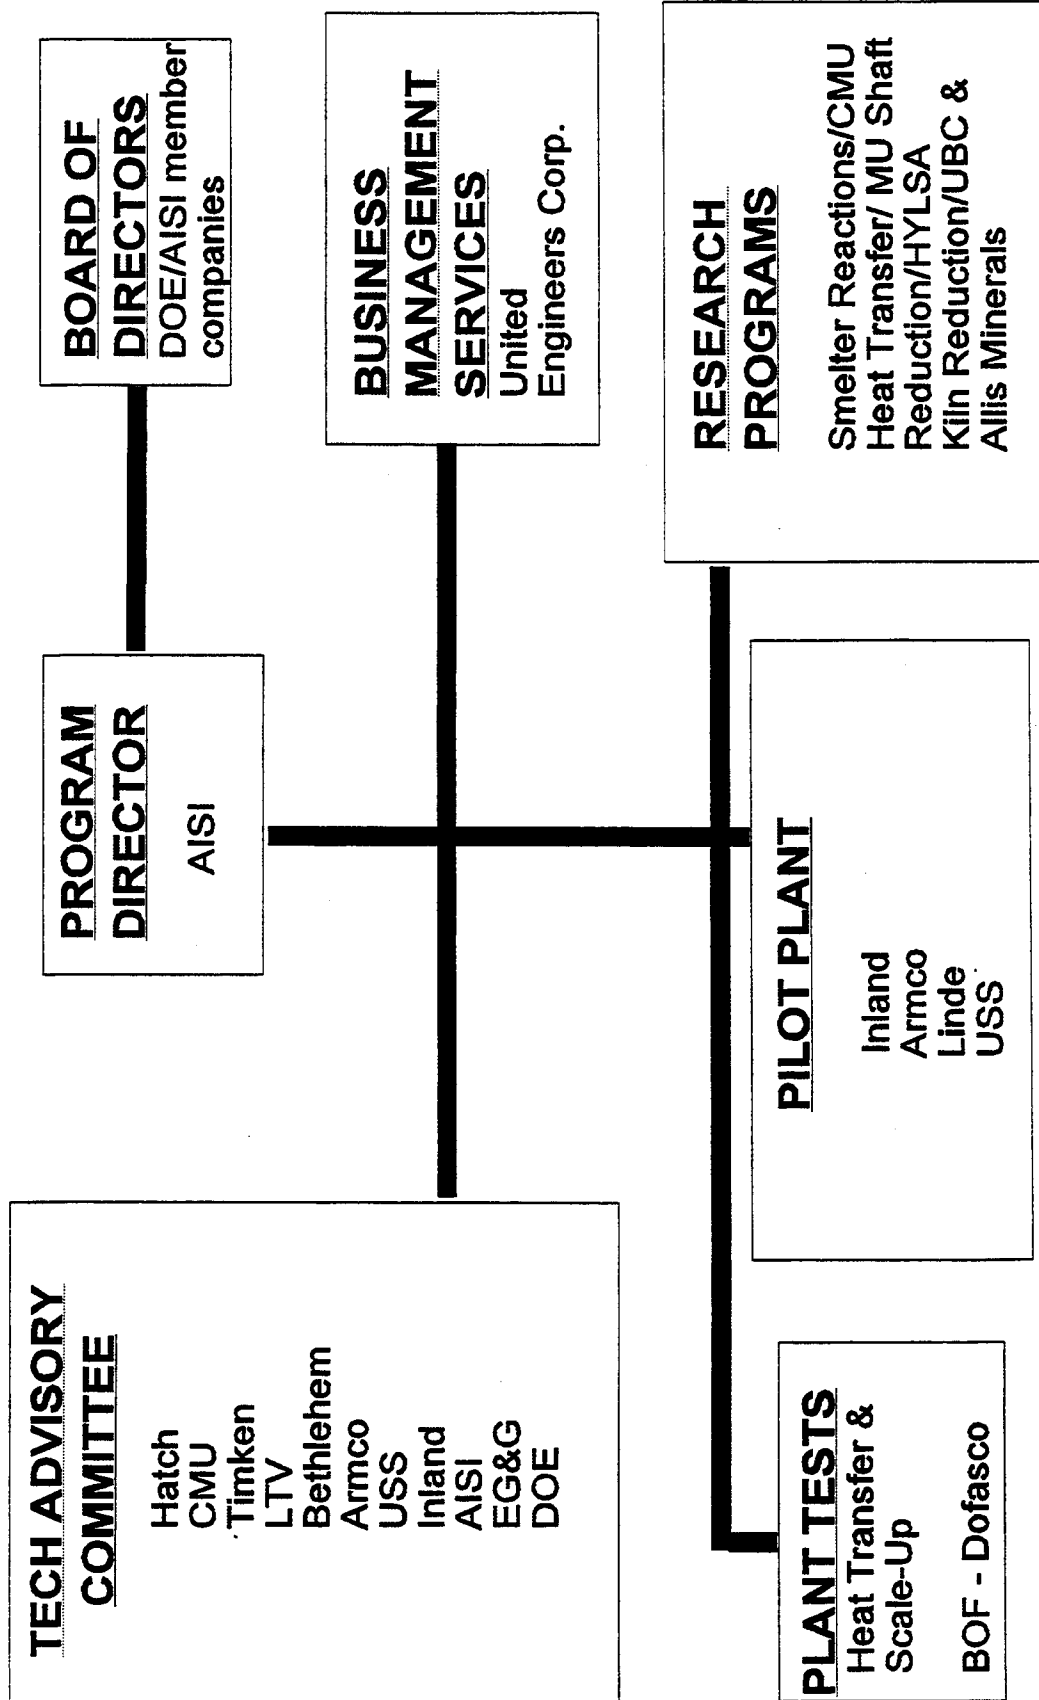 TECH ADVISORY
COMMITTEE
Hatch
CMU
Timken
LTV
Bethlehem
Armco
USS
Inland
AISI
EG&G
DOE
PROGRAM
DIRECTOR
AISI
BOARD OF
DIRECTORS
DOE/AISI member
companies
BUSINESS
MANAGEMENT
SERVICES
United
Engineers Corp.
PLANT TESTS
Heat Transfer &
Scale-Up
BOF - Dofasco
PILOT PLANT
Inland
Armco
Linde
USS
RESEARCH
PROGRAMS
Smelter Reactions/CMU
Heat Transfer/ MU Shaft
Reduction/HYLSA
Kiln Reduction/UBC &
Allis Minerals